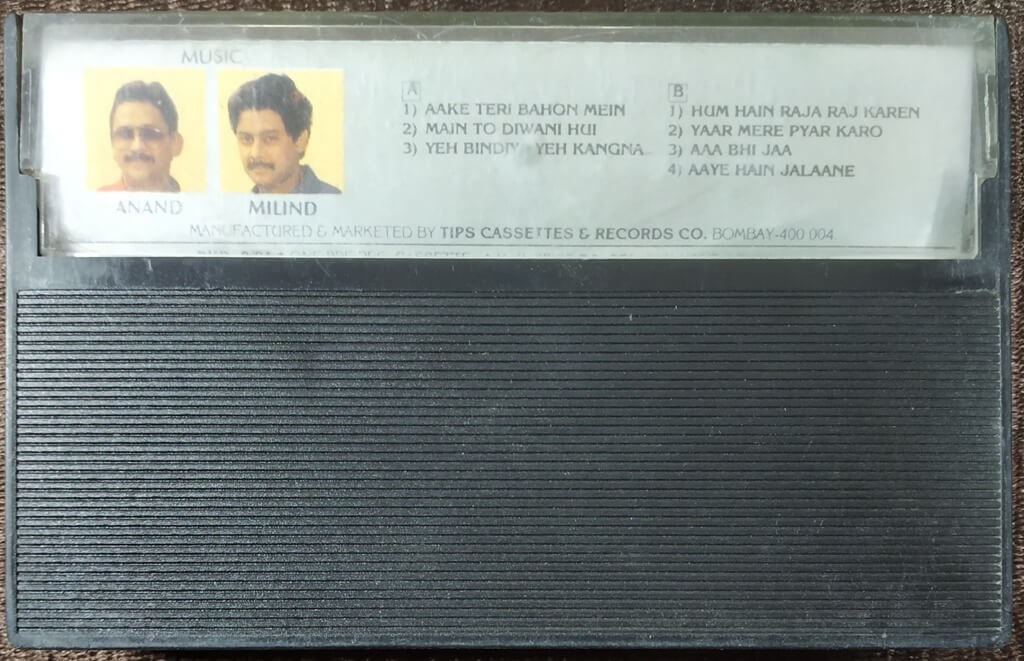 MUSIC
ANAND
MILIND
A
1) AAKE TERI BAHON MEIN
2) MAIN TO DIWANI HUI
3) YEH BINDIYA YEH KANGNA
B
1) HUM HAIN RAJA RAJ KAREN
2) YAAR MERE PYAR KARO
3) AAA BHI JAA
4) AAYE HAIN JALAANE
MANUFACTURED & MARKETED BY TIPS CASSETTES & RECORDS CO. BOMBAY-400 004.